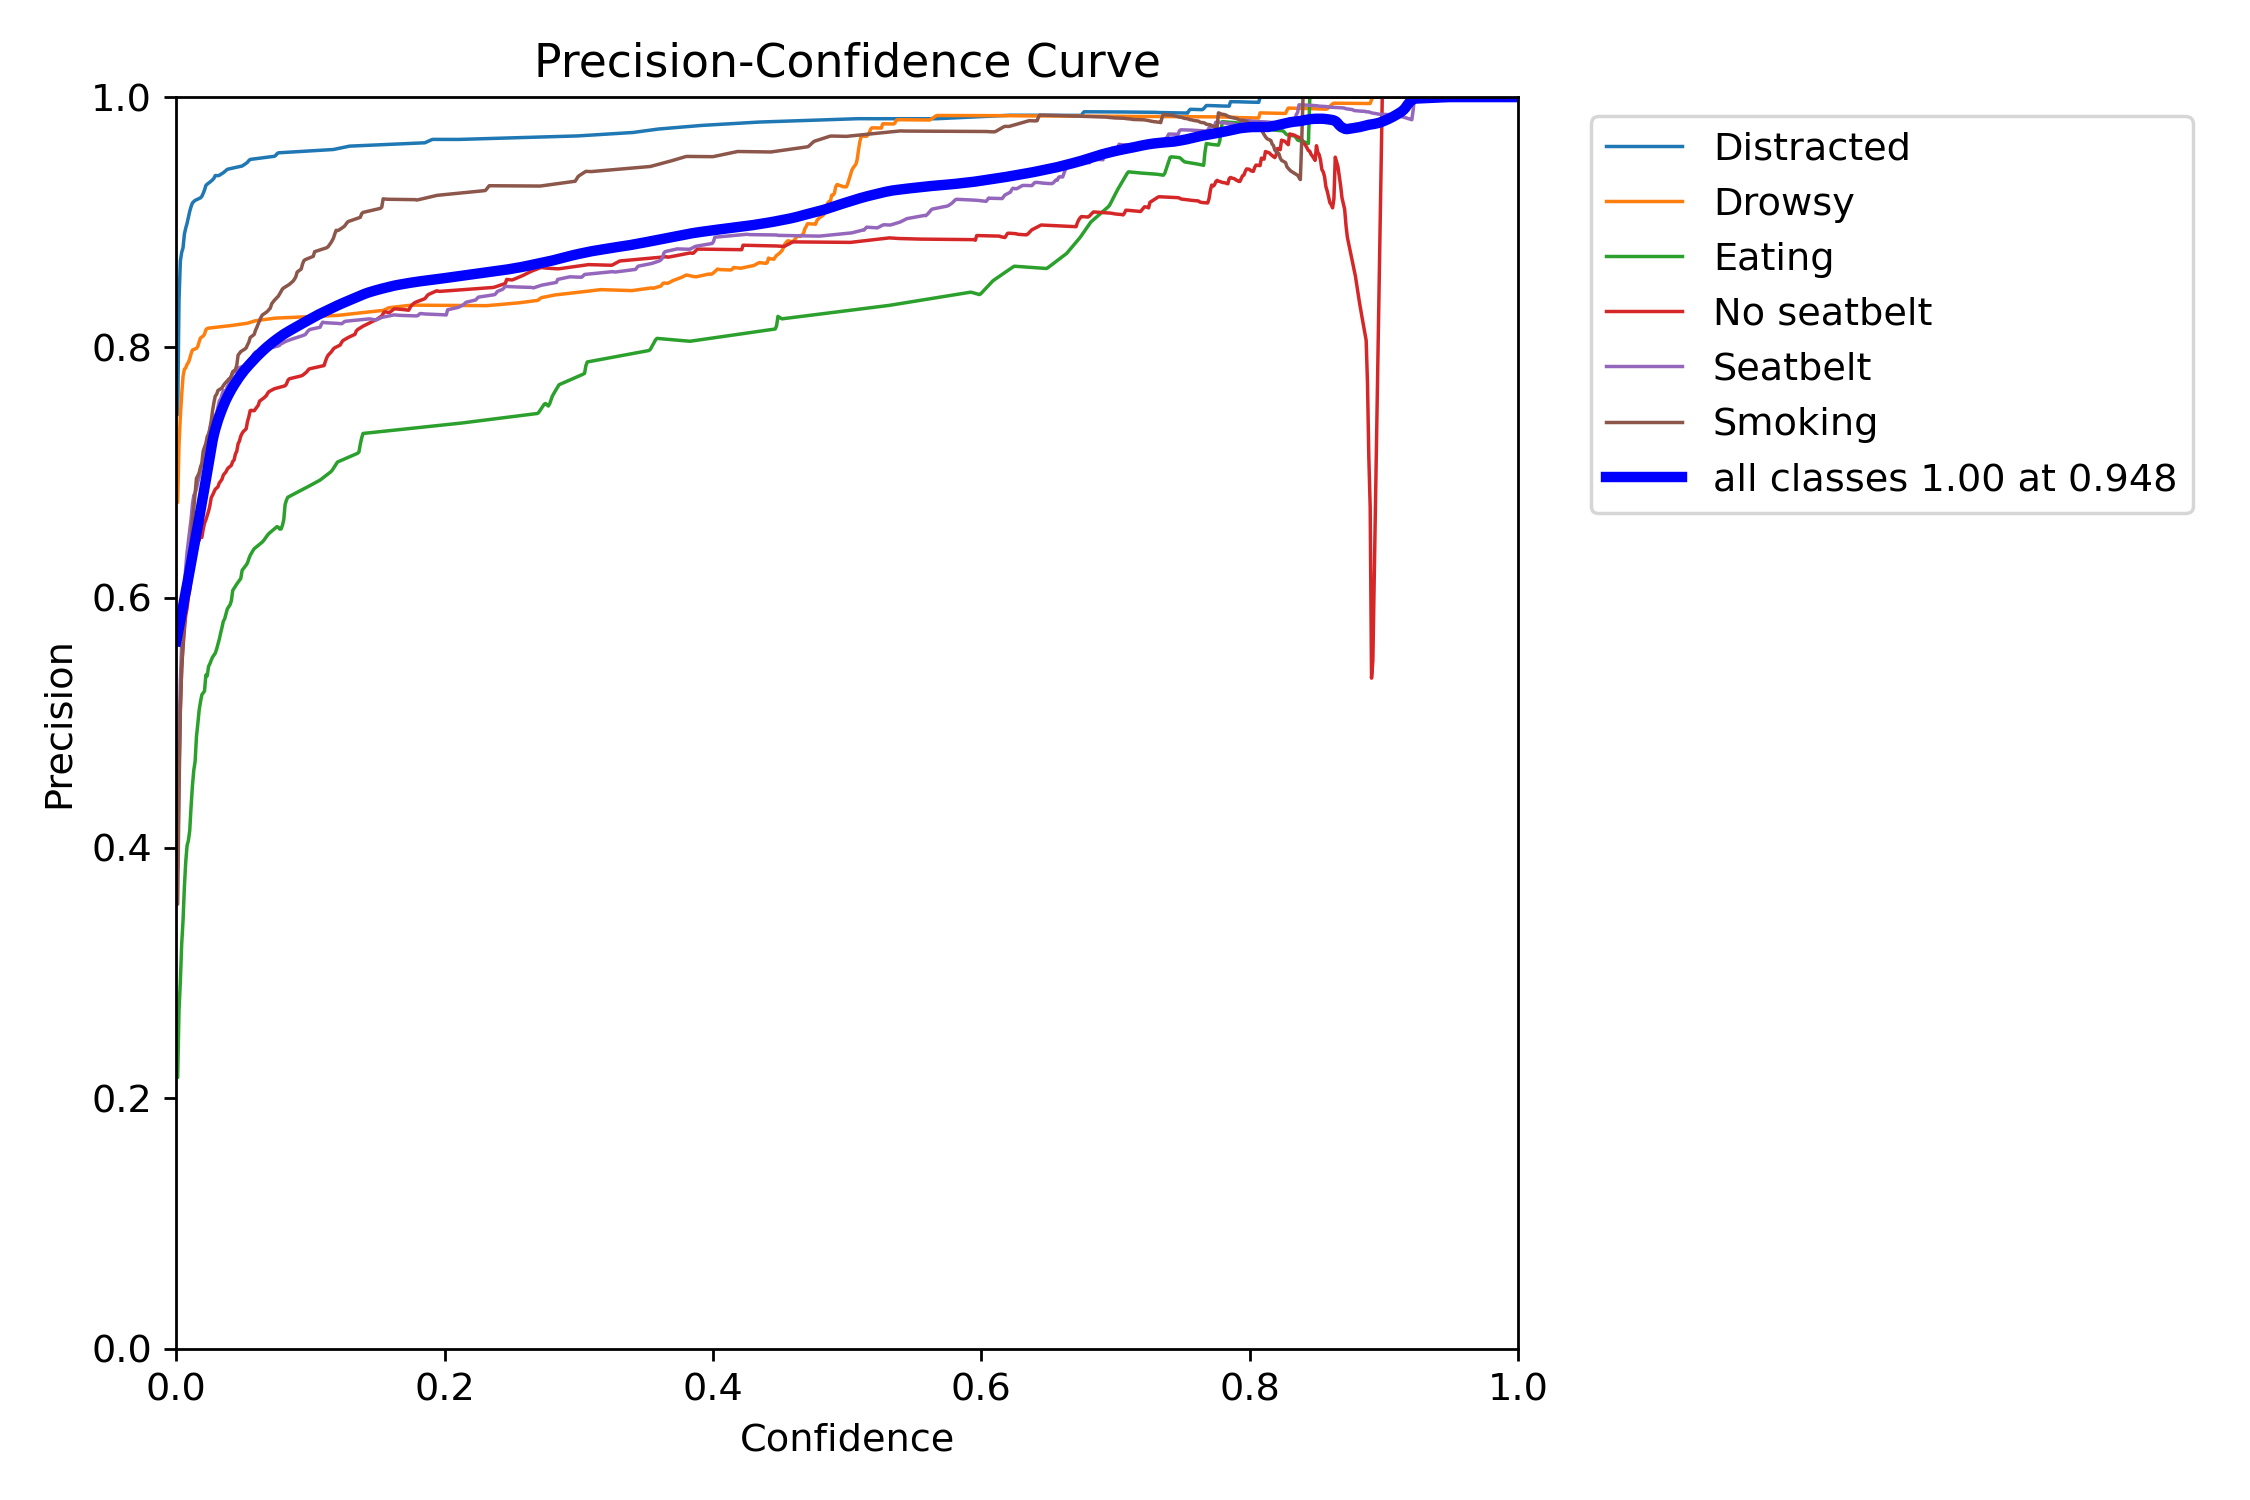 Precision-Confidence Curve
1.0
0.8
0.6
0.4
0.2
0.0
Precision
0.0 0.2 0.4 0.6 0.8 1.0
Confidence
Distracted
Drowsy
Eating
No seatbelt
Seatbelt
Smoking
all classes 1.00 at 0.948